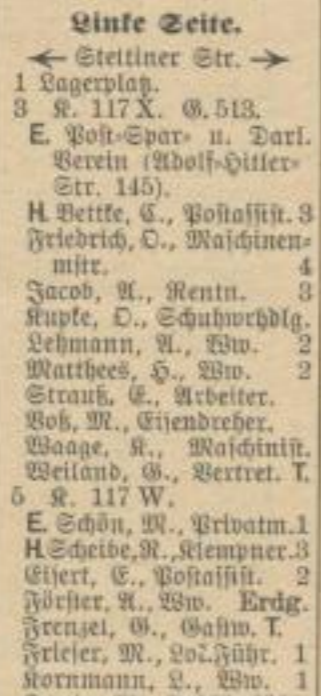 Linke Seite.
← Stettiner Str. →
1 Lagerplatz.
3 K. 117 X. G. 513.
E. Post-Spar- u. Darl.
Verein (Adolf-Hitler-
Str. 145).
H. Bettke, C., Postassist. 3
Friedrich, O., Maschinen-
mstr. 4
Jacob, A., Rentn. 3
Kupke, O., Schuhwrhdlg.
Lehmann, A., Ww. 2
Matthees, H., Ww. 2
Strauß, E., Arbeiter.
Voß, M., Eisendreher.
Waage, K., Maschinist.
Weiland, G., Vertret. T.
5 K. 117 W.
E. Schön, M., Privatm. 1
H. Scheibe, R., Klempner. 3
Eisert, E., Postassist. 2
Förster, A., Ww. Erdg.
Frenzel, G., Gastw. T.
Frieser, M., Lok.Führ. 1
Kornmann, L., Ww. 1